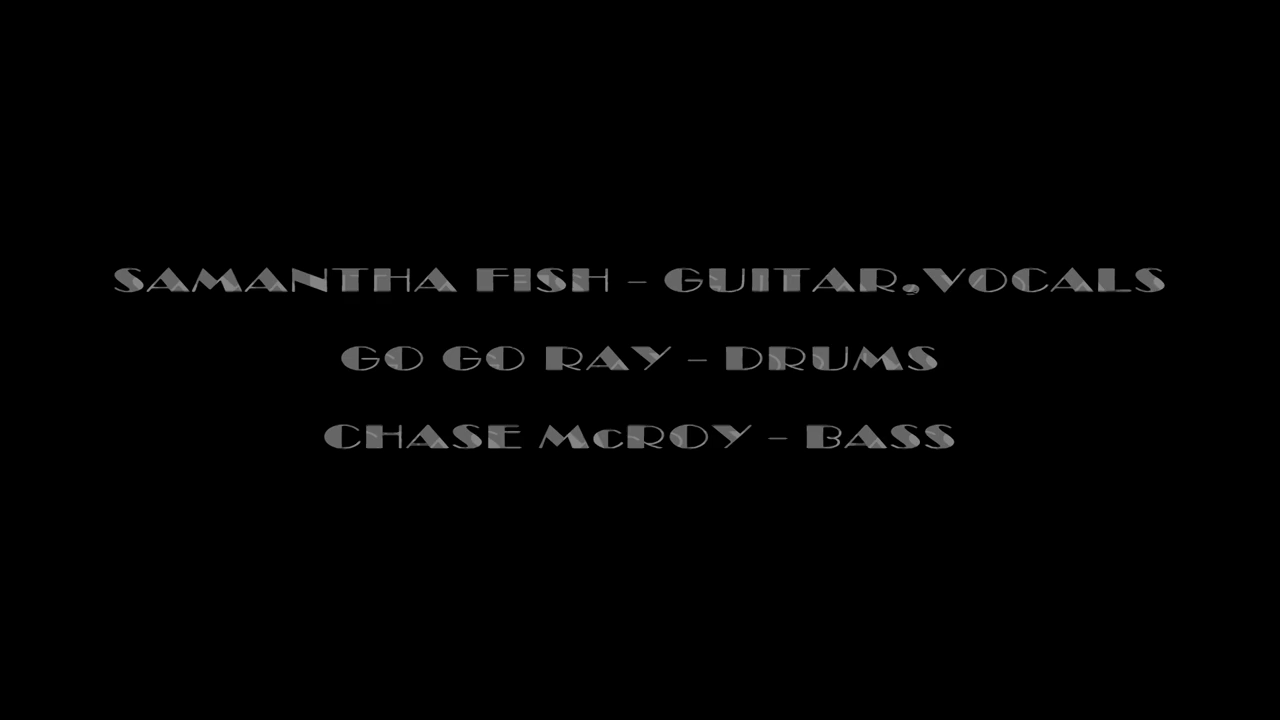 SAMANTHA FISH - GUITAR,VOCALS
GO GO RAY - DRUMS
CHASE McROY - BASS